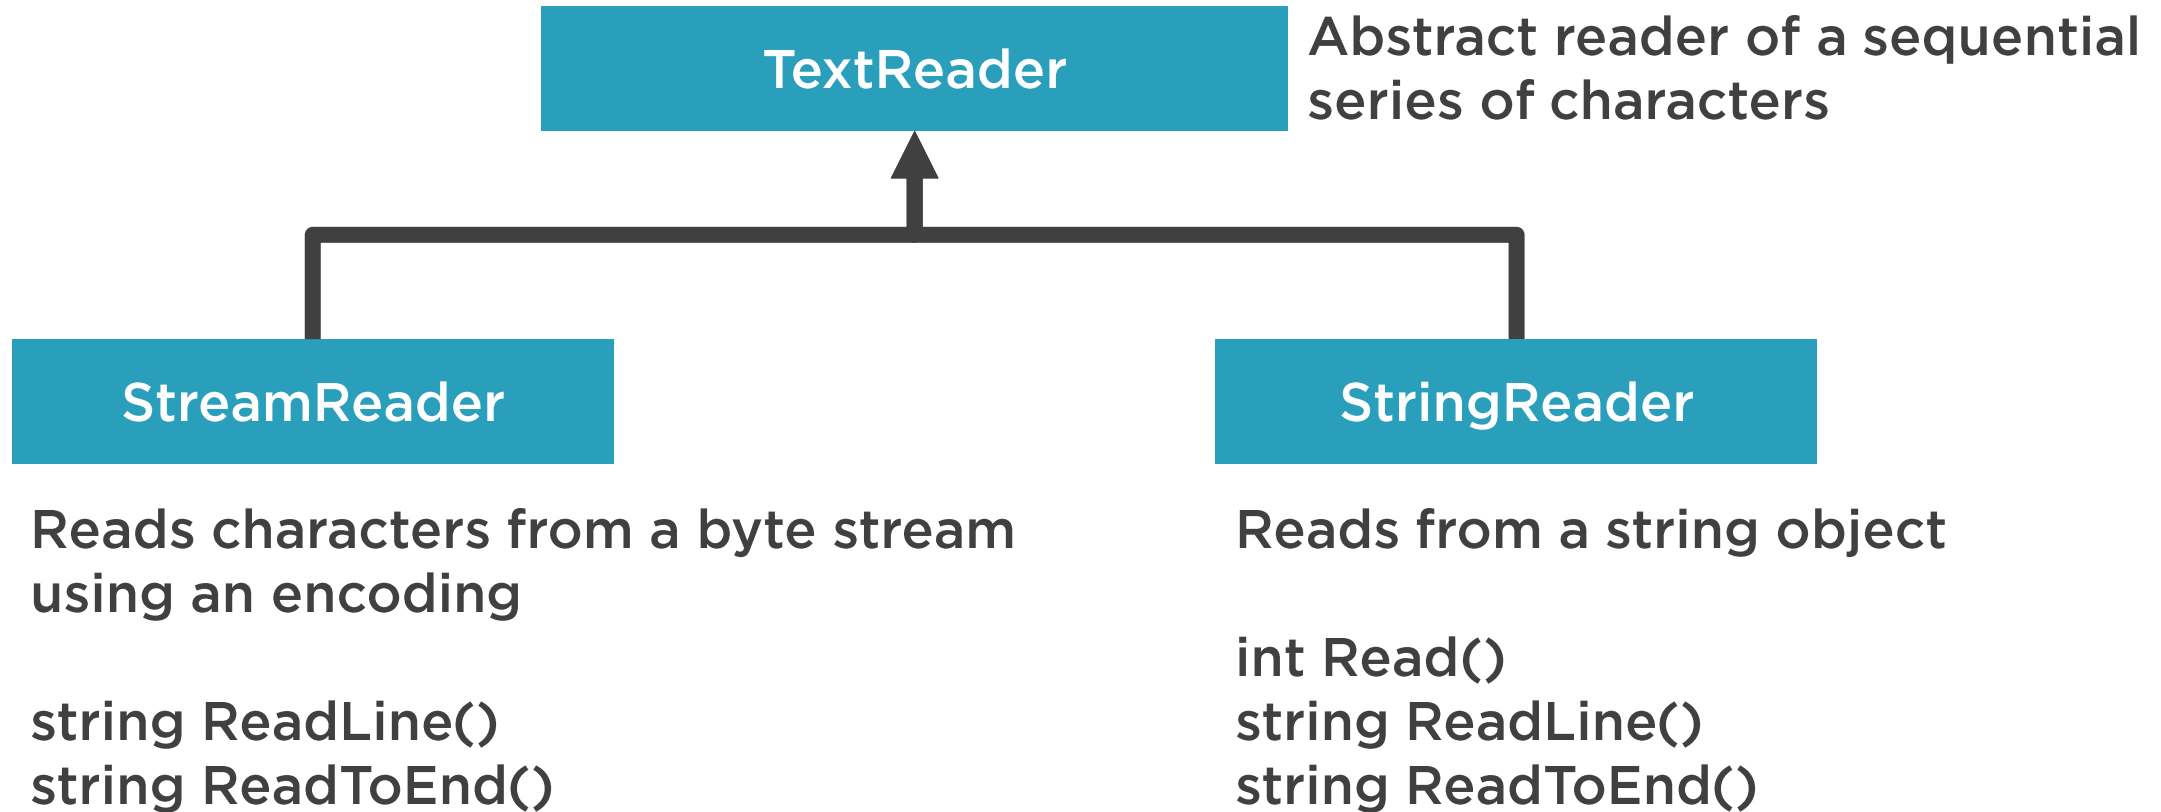 TextReader
Abstract reader of a sequential
series of characters
StreamReader
Reads characters from a byte stream
using an encoding
string ReadLine()
string ReadToEnd()
StringReader
Reads from a string object
int Read()
string ReadLine()
string ReadToEnd()